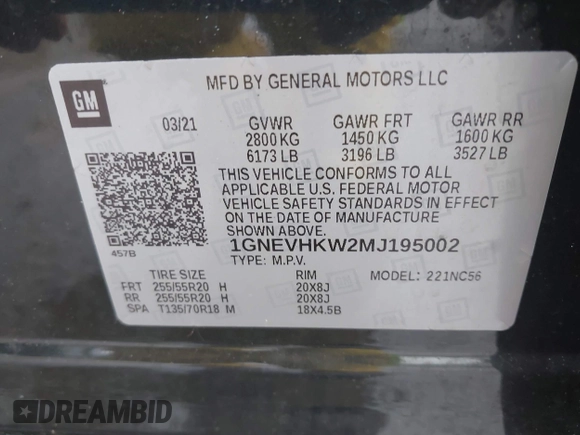 GM
MFD BY GENERAL MOTORS LLC
03/21 GVWR GAWR FRT GAWR RR
2800 KG 1450 KG 1600 KG
6173 LB 3196 LB 3527 LB
THIS VEHICLE CONFORMS TO ALL
APPLICABLE U.S. FEDERAL MOTOR
VEHICLE SAFETY STANDARDS IN EFFECT
ON THE DATE OF MANUFACTURE
SHOWN ABOVE.
457B
1GNEVHKW2MJ195002
TYPE: M.P.V.
TIRE SIZE RIM MODEL: 221NC56
FRT 255/55R20 H 20X8J
RR 255/55R20 H 20X8J
SPA T135/70R18 M 18X4.5B
DREAMBID